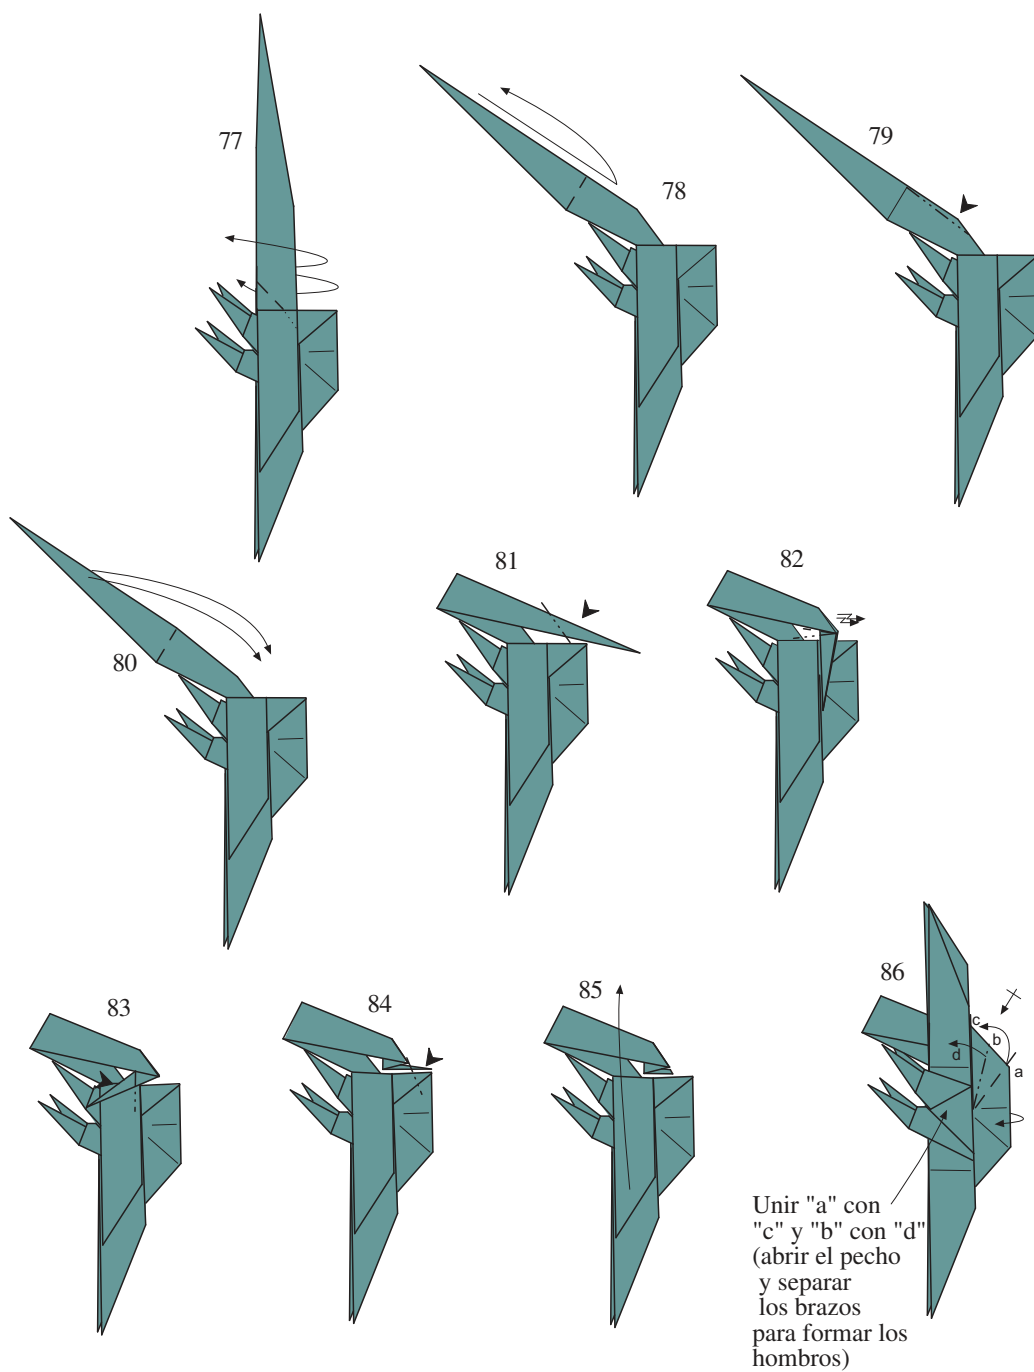 77
78
79
80
81
82
83
84
85
86
c
b
d
a
Unir "a" con
"c" y "b" con "d"
(abrir el pecho
y separar
los brazos
para formar los
hombros)